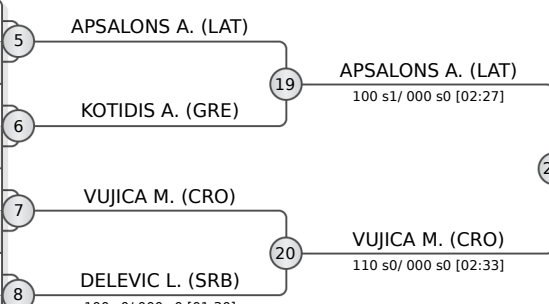 APSALONS A. (LAT)
5
19
APSALONS A. (LAT)
100 s1/ 000 s0 [02:27]
KOTIDIS A. (GRE)
6
VUJICA M. (CRO)
7
20
VUJICA M. (CRO)
110 s0/ 000 s0 [02:33]
DELEVIC L. (SRB)
8